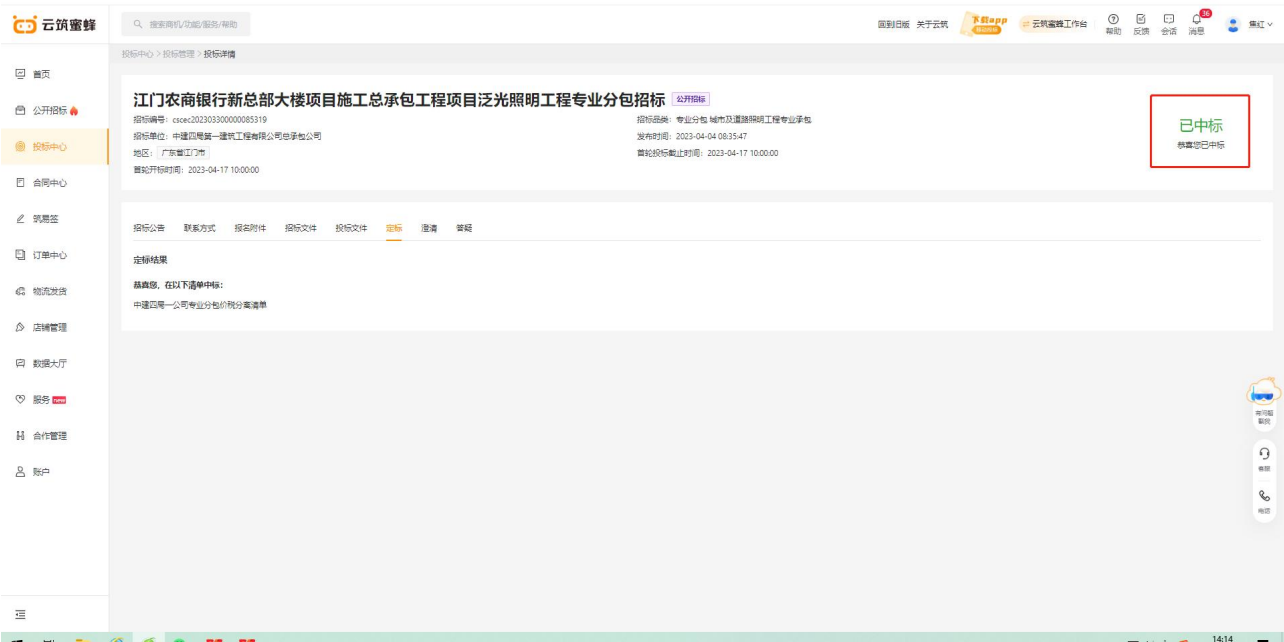 云筑蜜蜂
搜索商机/功能/服务/帮助
回到旧版 关于云筑
下载app
云筑蜜蜂工作台
帮助
反馈
会话
36
消息
焦红
首页
公开招标
投标中心
合同中心
筑易签
订单中心
物流发货
店铺管理
数据大厅
服务 new
合作管理
账户
投标中心 > 投标管理 > 投标详情
江门农商银行新总部大楼项目施工总承包工程项目泛光照明工程专业分包招标 公开招标
招标编号：cscec202303300000085319
招标品类：专业分包 城市及道路照明工程专业承包
招标单位：中建四局第一建筑工程有限公司总承包公司
发布时间：2023-04-04 08:35:47
地区：广东省江门市
首轮投标截止时间：2023-04-17 10:00:00
首轮开标时间：2023-04-17 10:00:00
已中标
恭喜您已中标
招标公告 联系方式 报名附件 招标文件 投标文件 定标 澄清 答疑
定标结果
恭喜您，在以下清单中标：
中建四局一公司专业分包价税分离清单
有问题
戳我
客服
电话
14:14